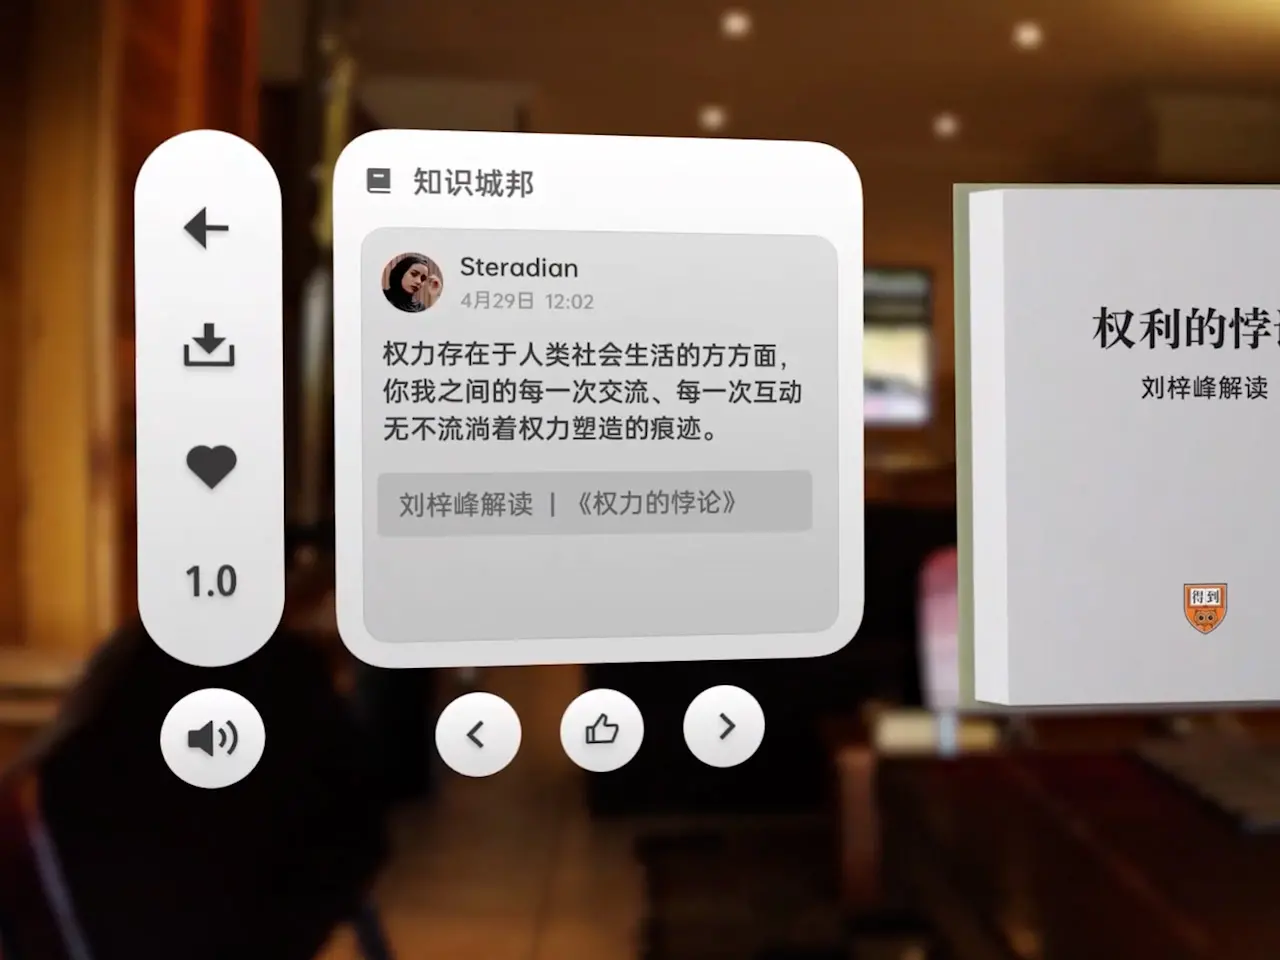 知识城邦
Steradian
4月29日 12:02
权力存在于人类社会生活的方方面，
你我之间的每一次交流、每一次互动
无不流淌着权力塑造的痕迹。
刘梓峰解读 | 《权力的悖论》
1.0
权利的悖
刘梓峰解读
得到